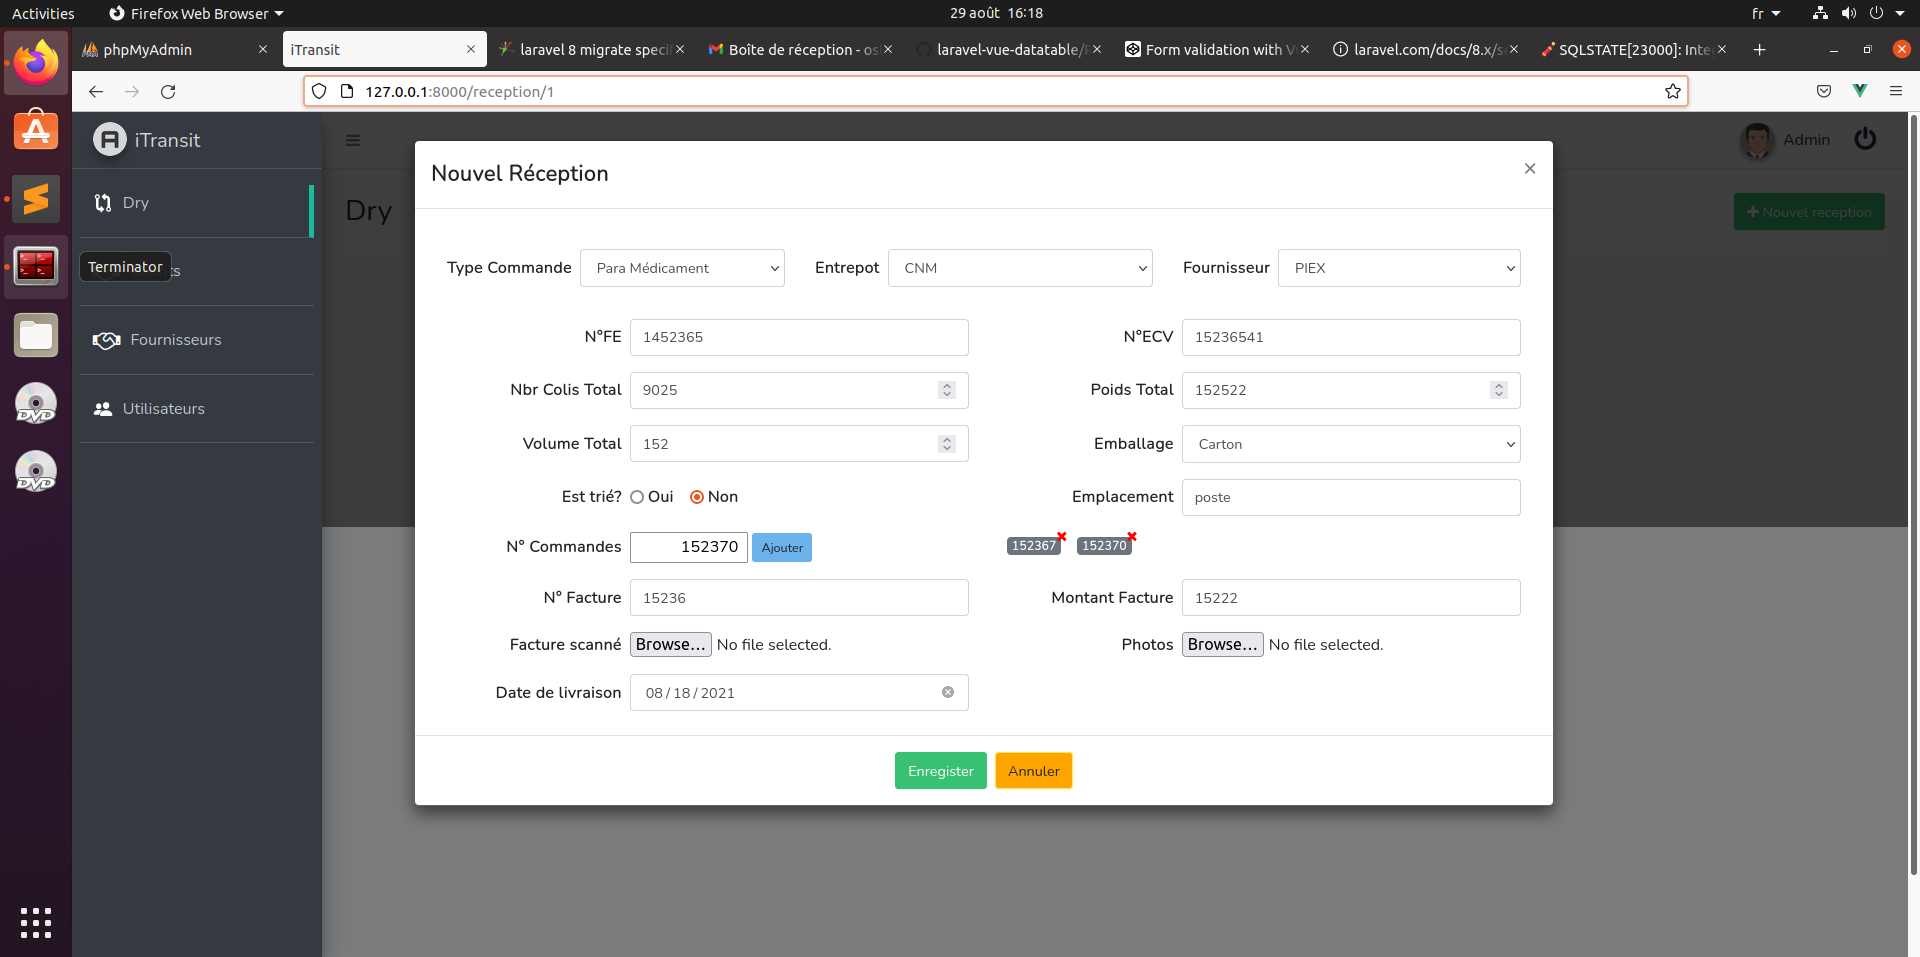 Activities Firefox Web Browser 29 août 16:18 fr
phpMyAdmin iTransit laravel 8 migrate specif Boîte de réception - os laravel-vue-datatable/ Form validation with V laravel.com/docs/8.x/s SQLSTATE[23000]: Inte
127.0.0.1:8000/reception/1
iTransit Admin
Nouvel Réception ×
Dry Dry Nouvel reception
Terminator ts
Type Commande Para Médicament Entrepot CNM Fournisseur PIEX
Fournisseurs
N°FE 1452365 N°ECV 15236541
Nbr Colis Total 9025 Poids Total 152522
Utilisateurs
Volume Total 152 Emballage Carton
Est trié? Oui Non Emplacement poste
N° Commandes 152370 Ajouter 152367 152370
N° Facture 15236 Montant Facture 15222
Facture scanné Browse... No file selected. Photos Browse... No file selected.
Date de livraison 08/18/2021
Enregister Annuler
DVD
DVD